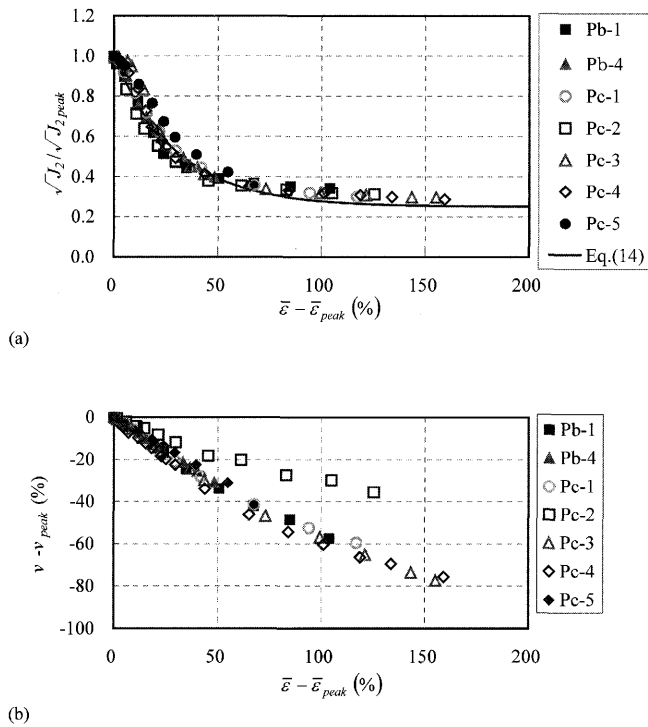 1.2
1.0
0.8
0.6
0.4
0.2
0.0
√J₂/√J₂ peak
0 50 100 150 200
ε̅ − ε̅peak (%)
Pb-1
Pb-4
Pc-1
Pc-2
Pc-3
Pc-4
Pc-5
Eq.(14)
(a)
0
-20
-40
-60
-80
-100
v -vpeak (%)
0 50 100 150 200
ε̅ − ε̅peak (%)
Pb-1
Pb-4
Pc-1
Pc-2
Pc-3
Pc-4
Pc-5
(b)